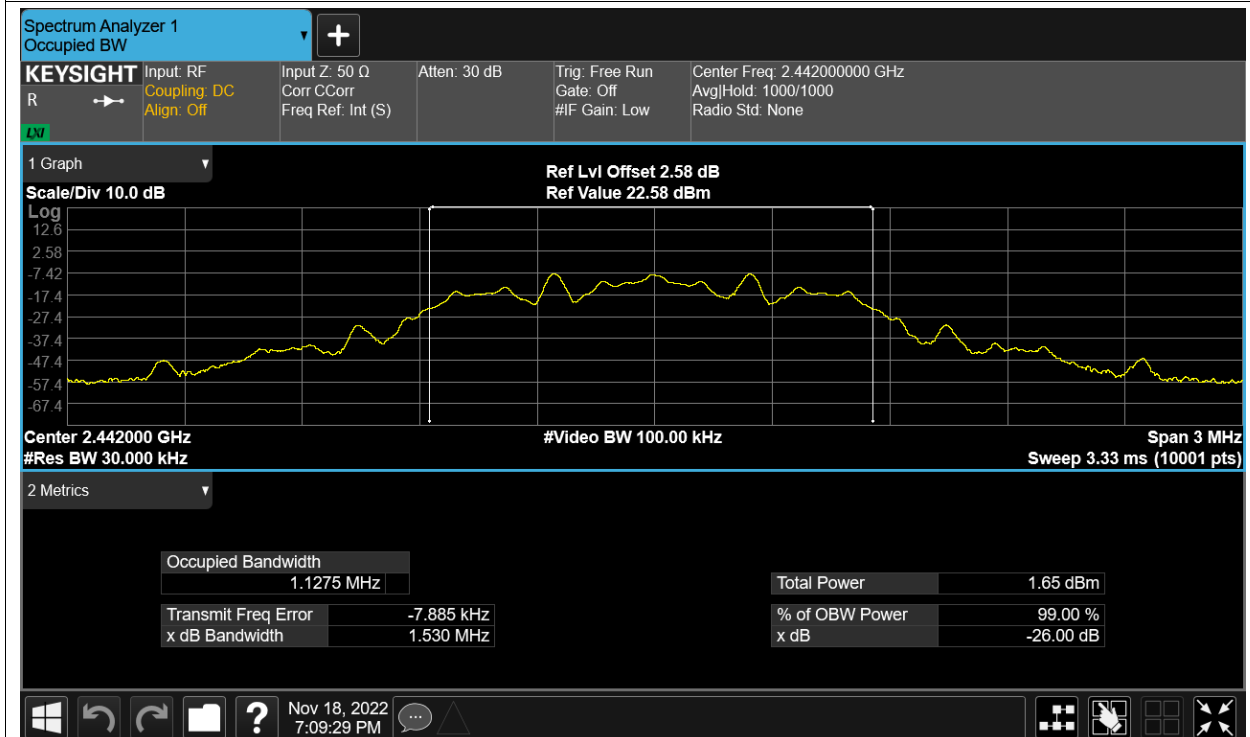 Spectrum Analyzer 1
Occupied BW
KEYSIGHT
R
LXI
Input: RF
Coupling: DC
Align: Off
Input Z: 50 Ω
Corr CCorr
Freq Ref: Int (S)
Atten: 30 dB
Trig: Free Run
Gate: Off
#IF Gain: Low
Center Freq: 2.442000000 GHz
Avg|Hold: 1000/1000
Radio Std: None
1 Graph
Scale/Div 10.0 dB
Ref Lvl Offset 2.58 dB
Ref Value 22.58 dBm
Log
12.6
2.58
-7.42
-17.4
-27.4
-37.4
-47.4
-57.4
-67.4
Center 2.442000 GHz
#Video BW 100.00 kHz
Span 3 MHz
#Res BW 30.000 kHz
Sweep 3.33 ms (10001 pts)
2 Metrics
Occupied Bandwidth
1.1275 MHz
Total Power 1.65 dBm
Transmit Freq Error -7.885 kHz
% of OBW Power 99.00 %
x dB Bandwidth 1.530 MHz
x dB -26.00 dB
?
Nov 18, 2022
7:09:29 PM